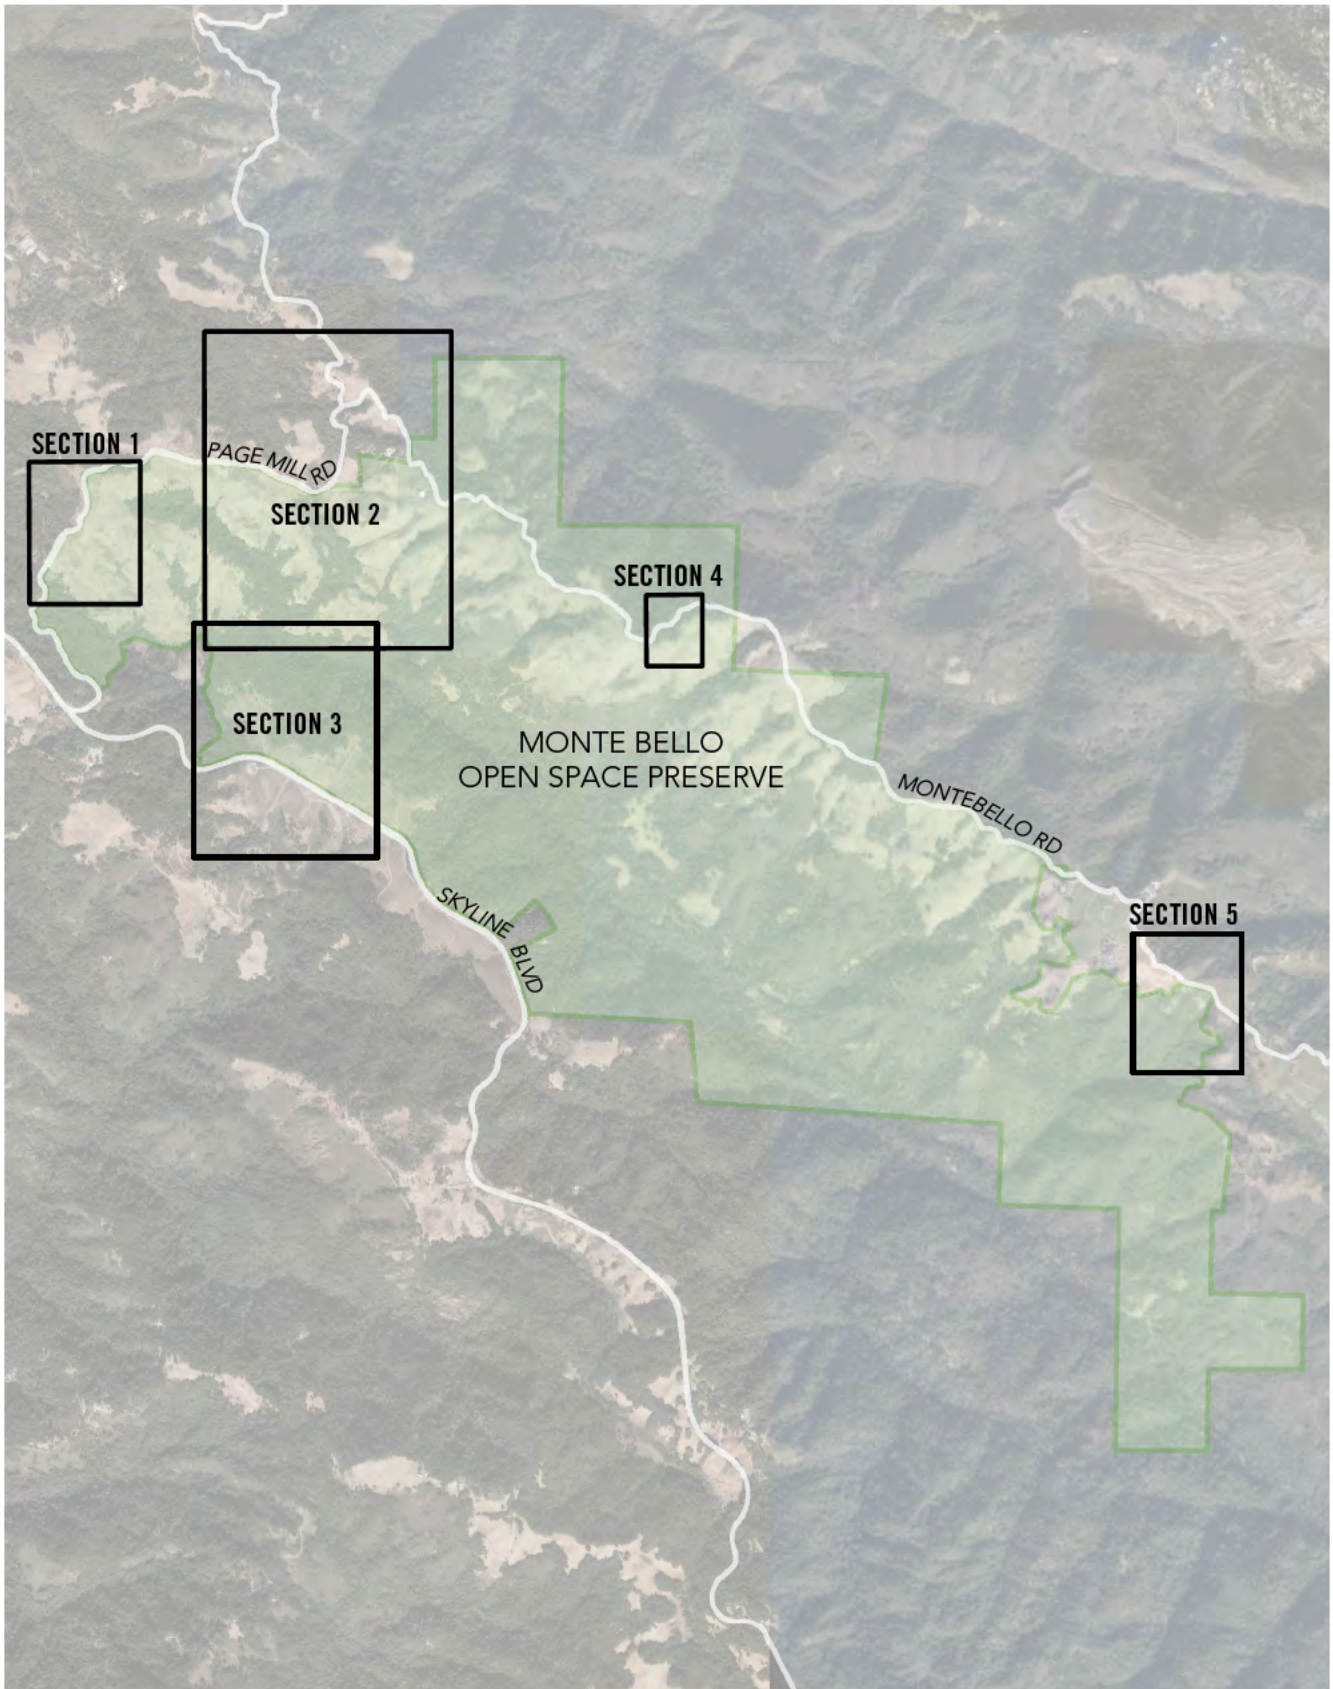 SECTION 1
PAGE MILL RD
SECTION 2
SECTION 4
SECTION 3
MONTE BELLO
OPEN SPACE PRESERVE
MONTEBELLO RD
SKYLINE BLVD
SECTION 5